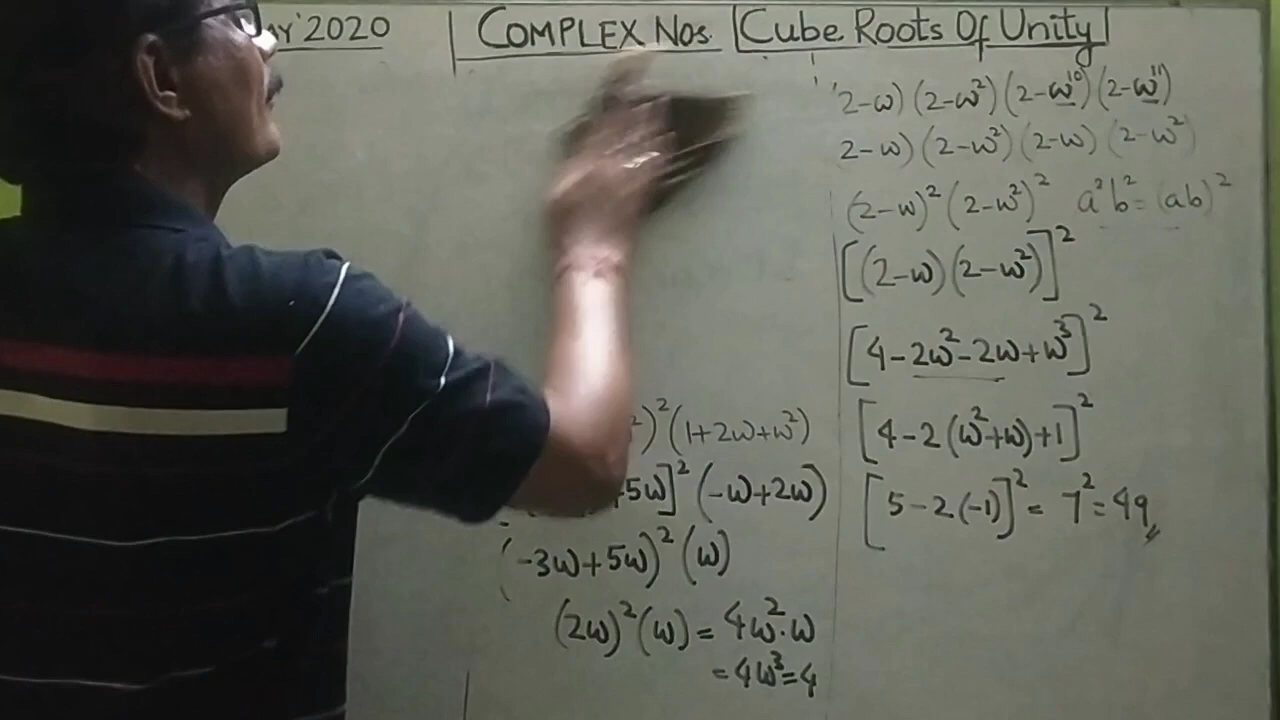 2020
COMPLEX Nos. Cube Roots Of Unity
2-ω)(2-ω²)(2-ω¹⁰)(2-ω¹¹)
2-ω)(2-ω²)(2-ω)(2-ω²)
(2-ω)²(2-ω²)² a²b²=(ab)²
[(2-ω)(2-ω²)]²
[4-2ω²-2ω+ω³]²
[4-2(ω²+ω)+1]²
[5-2(-1)]² = 7² = 49
²)²(1+2ω+ω²)
5ω]²(-ω+2ω)
(-3ω+5ω)²(ω)
(2ω)²(ω) = 4ω².ω
= 4ω³=4